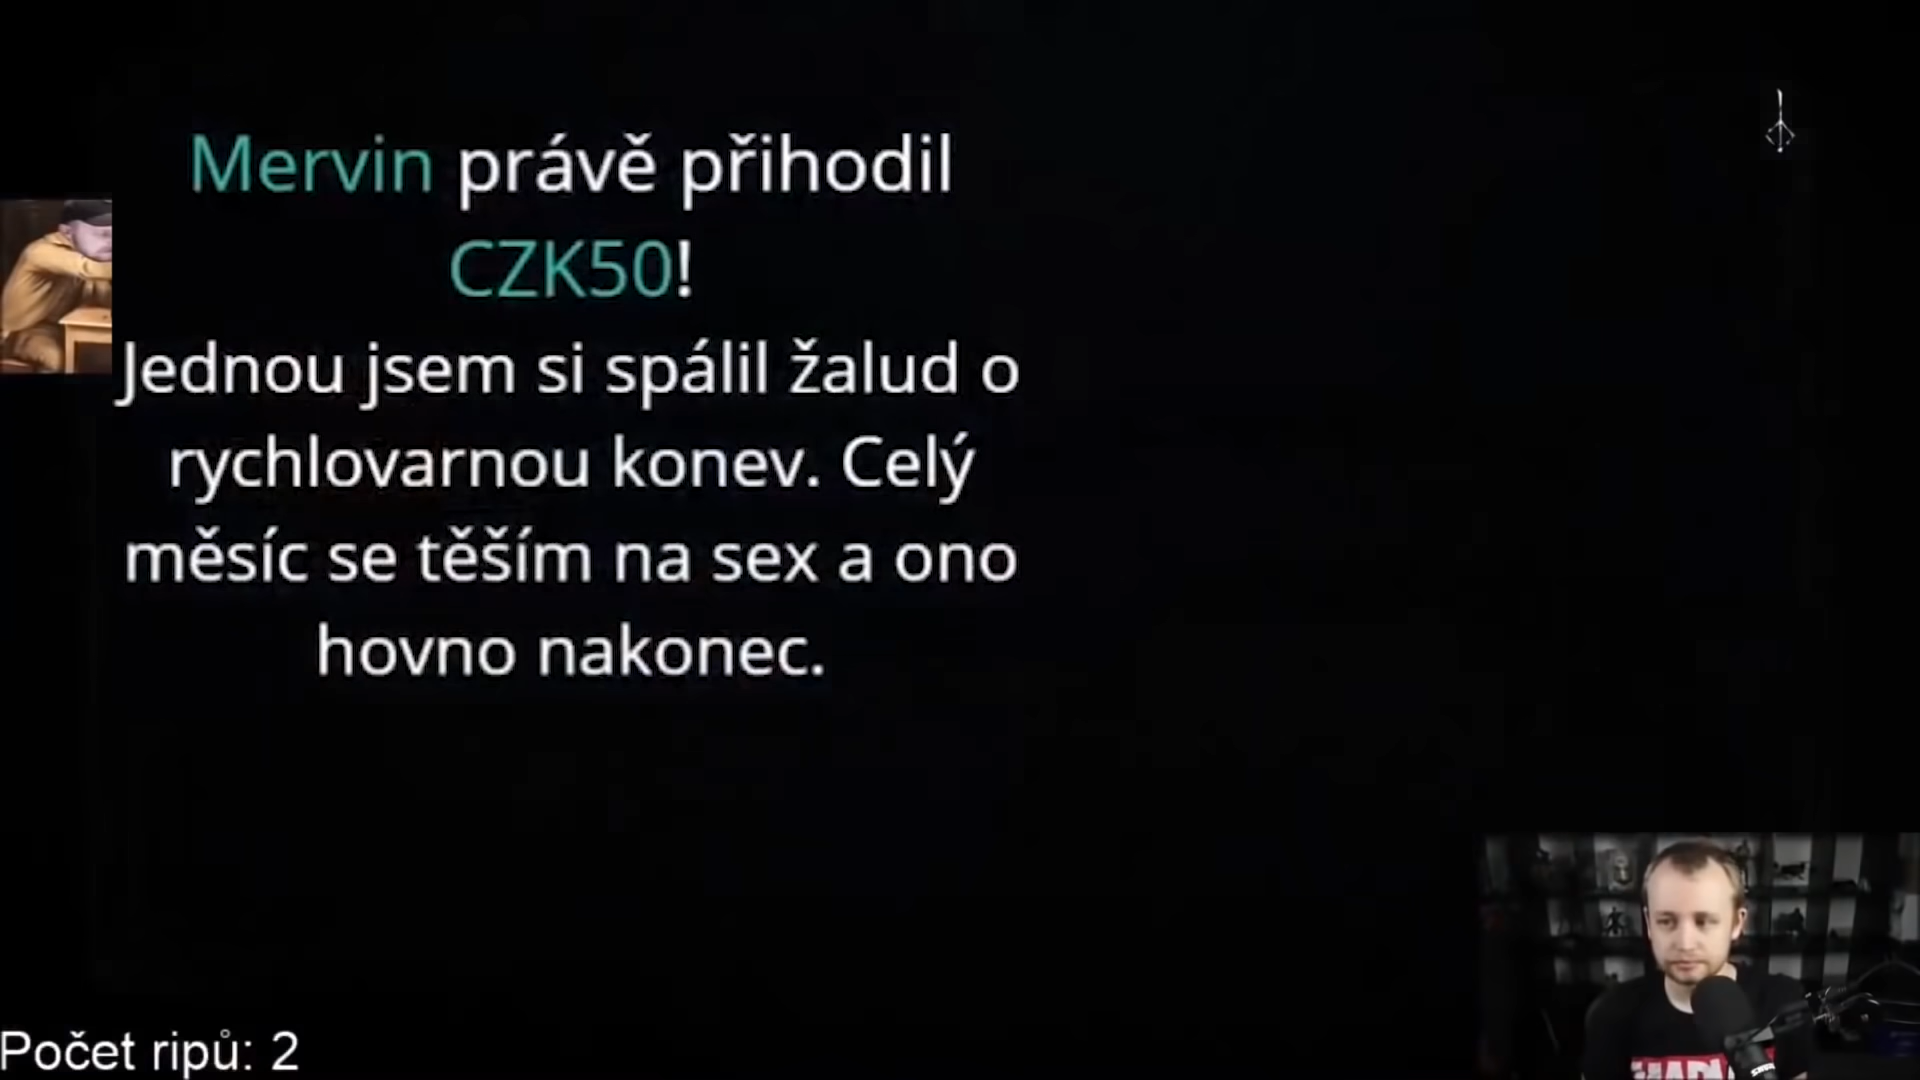 Mervin právě přihodil
CZK50!
Jednou jsem si spálil žalud o
rychlovarnou konev. Celý
měsíc se těším na sex a ono
hovno nakonec.
Počet ripů: 2